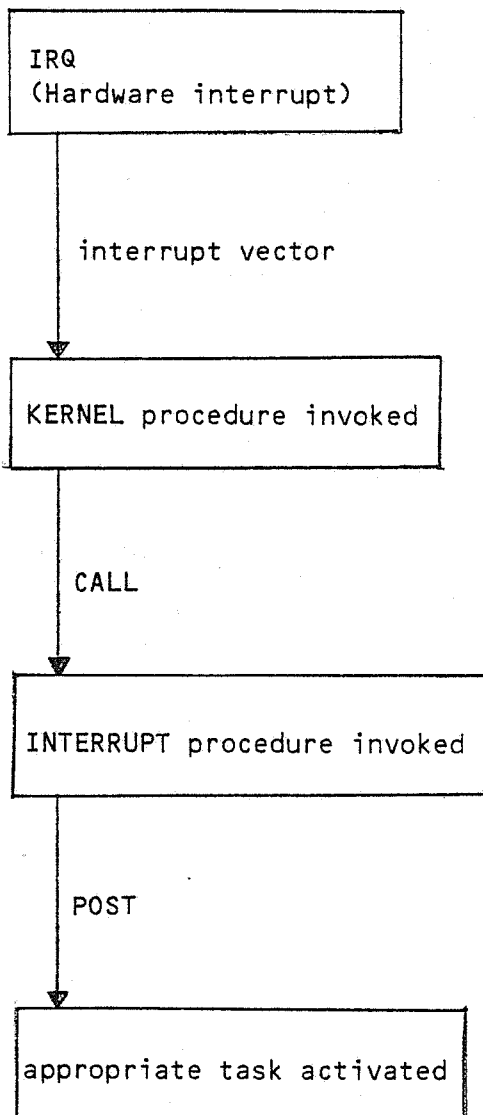 IRQ
(Hardware interrupt)
interrupt vector
KERNEL procedure invoked
CALL
INTERRUPT procedure invoked
POST
appropriate task activated